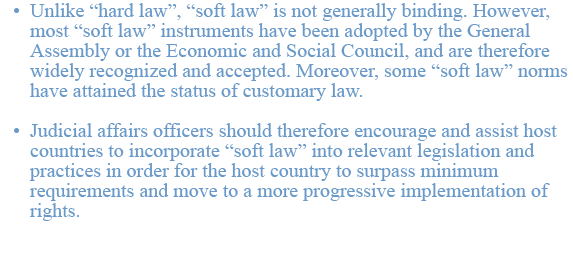 • Unlike “hard law”, “soft law” is not generally binding. However,
most “soft law” instruments have been adopted by the General
Assembly or the Economic and Social Council, and are therefore
widely recognized and accepted. Moreover, some “soft law” norms
have attained the status of customary law.
• Judicial affairs officers should therefore encourage and assist host
countries to incorporate “soft law” into relevant legislation and
practices in order for the host country to surpass minimum
requirements and move to a more progressive implementation of
rights.